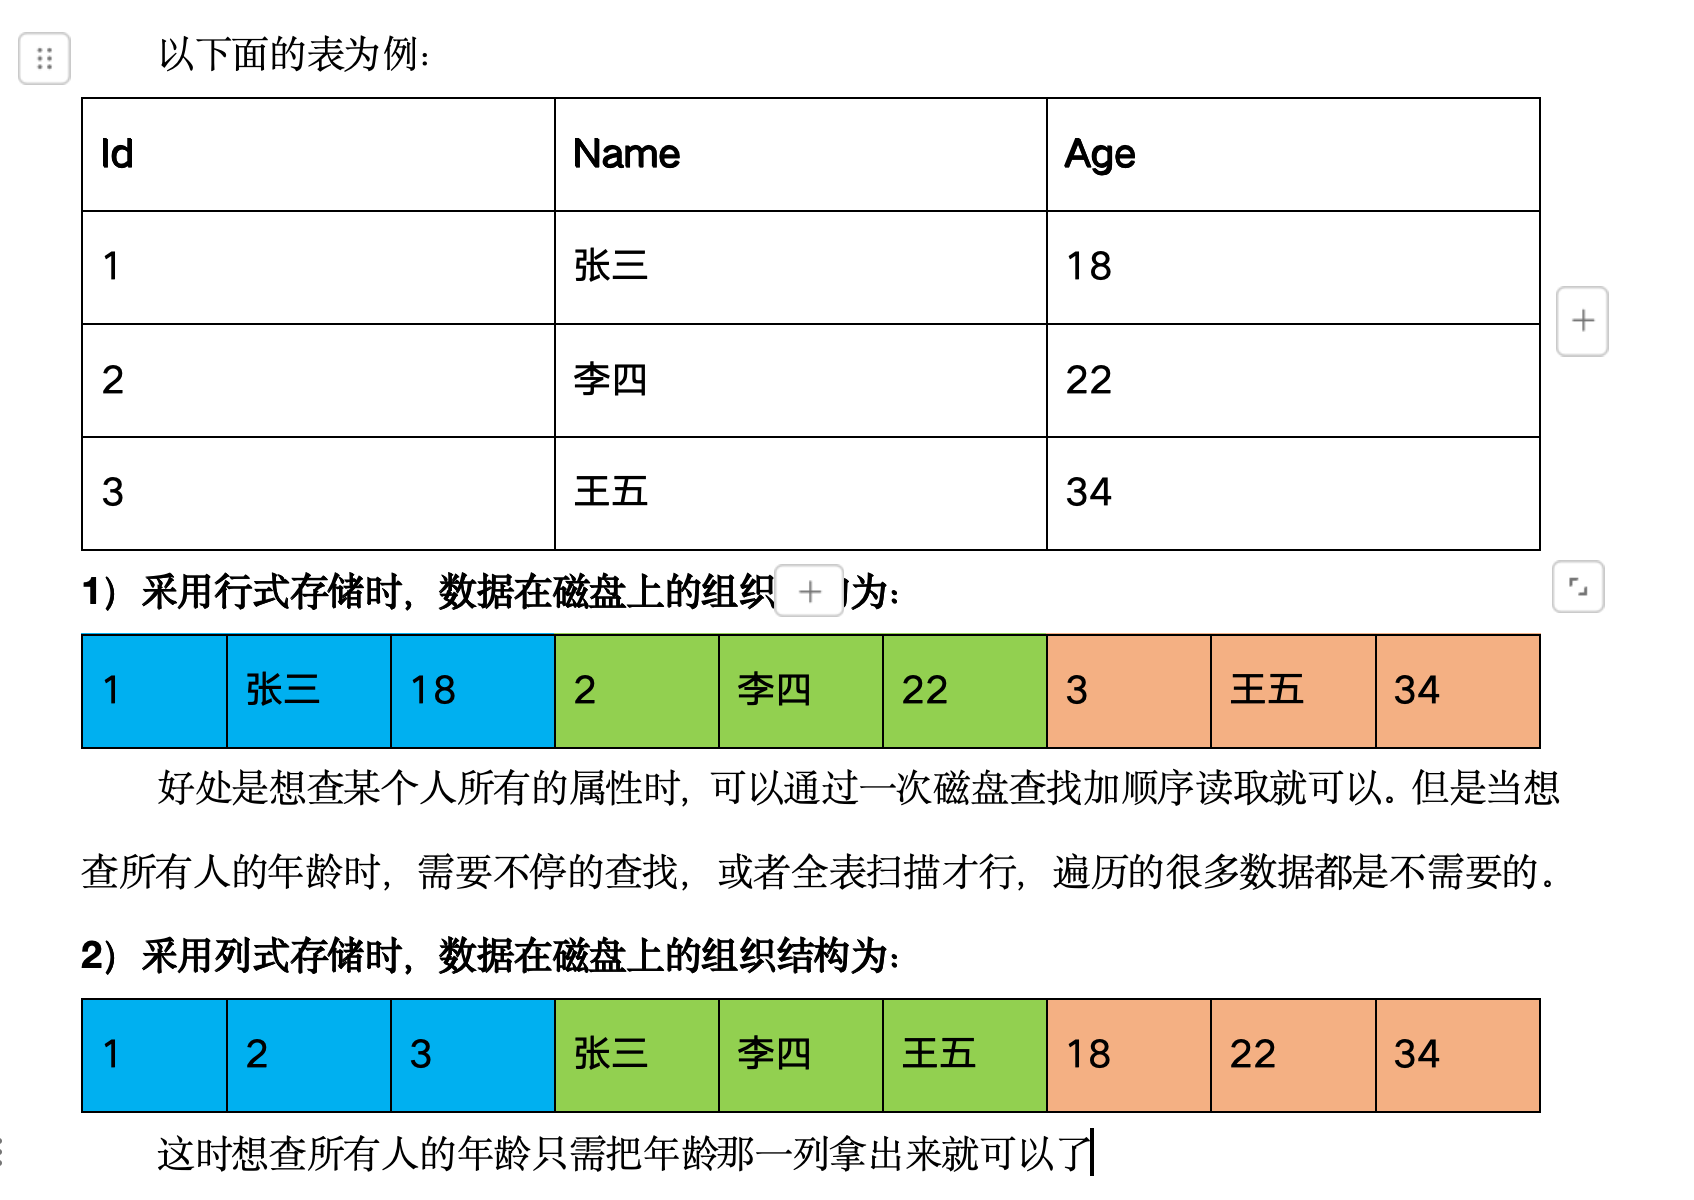 以下面的表为例：
Id Name Age
1 张三 18
2 李四 22
3 王五 34
1）采用行式存储时，数据在磁盘上的组织 为：
1 张三 18 2 李四 22 3 王五 34
好处是想查某个人所有的属性时，可以通过一次磁盘查找加顺序读取就可以。但是当想
查所有人的年龄时，需要不停的查找，或者全表扫描才行，遍历的很多数据都是不需要的。
2）采用列式存储时，数据在磁盘上的组织结构为：
1 2 3 张三 李四 王五 18 22 34
这时想查所有人的年龄只需把年龄那一列拿出来就可以了